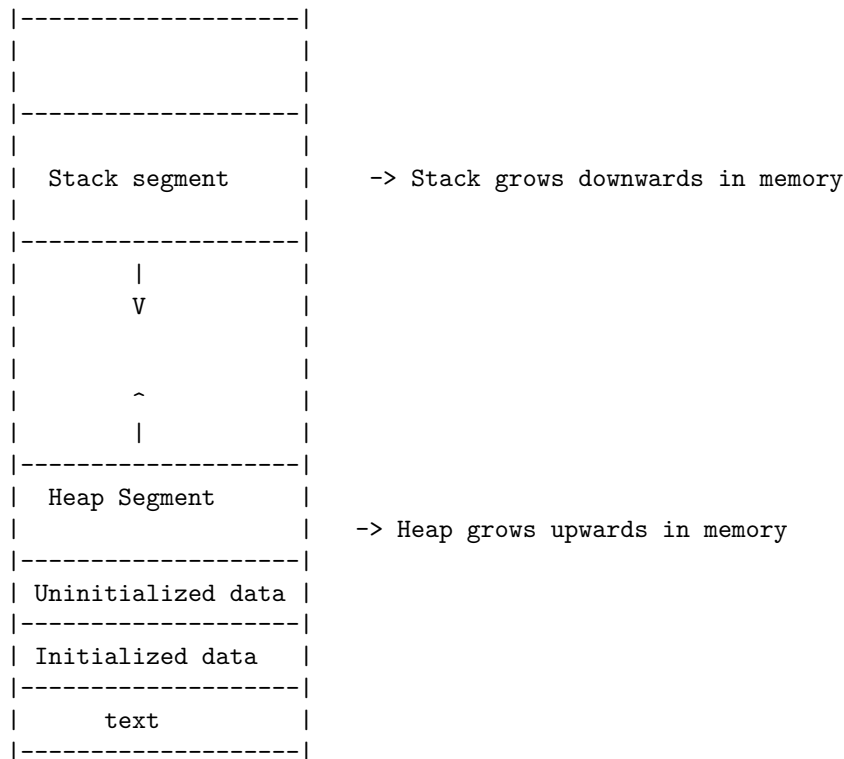 |--------------------|
|                    |
|                    |
|--------------------|
|                    |
|  Stack segment     |    -> Stack grows downwards in memory
|                    |
|--------------------|
|        |           |
|        V           |
|                    |
|                    |
|        ^           |
|        |           |
|--------------------|
|  Heap Segment      |
|                    |   -> Heap grows upwards in memory
|--------------------|
| Uninitialized data |
|--------------------|
| Initialized data   |
|--------------------|
|      text          |
|--------------------|